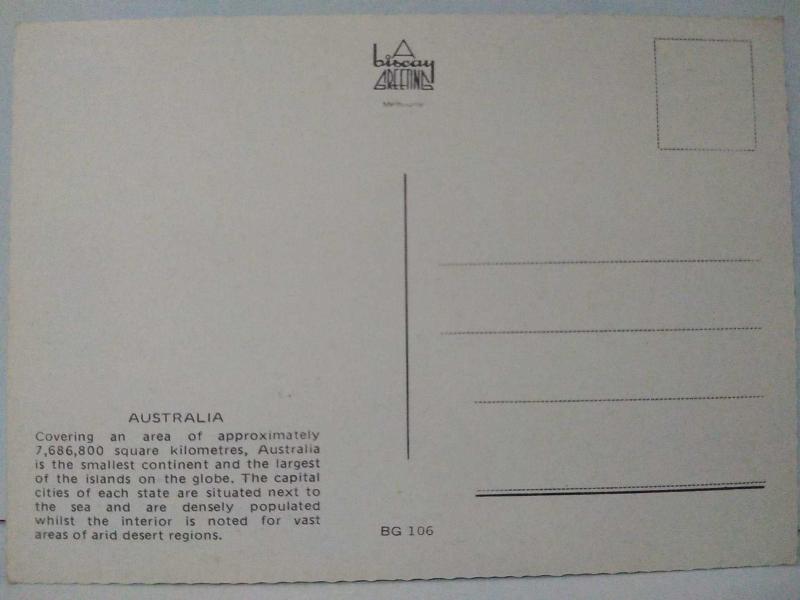 A
biscay
GREETING
Melbourne
AUSTRALIA
Covering an area of approximately
7,686,800 square kilometres, Australia
is the smallest continent and the largest
of the islands on the globe. The capital
cities of each state are situated next to
the sea and are densely populated
whilst the interior is noted for vast
areas of arid desert regions.
BG 106